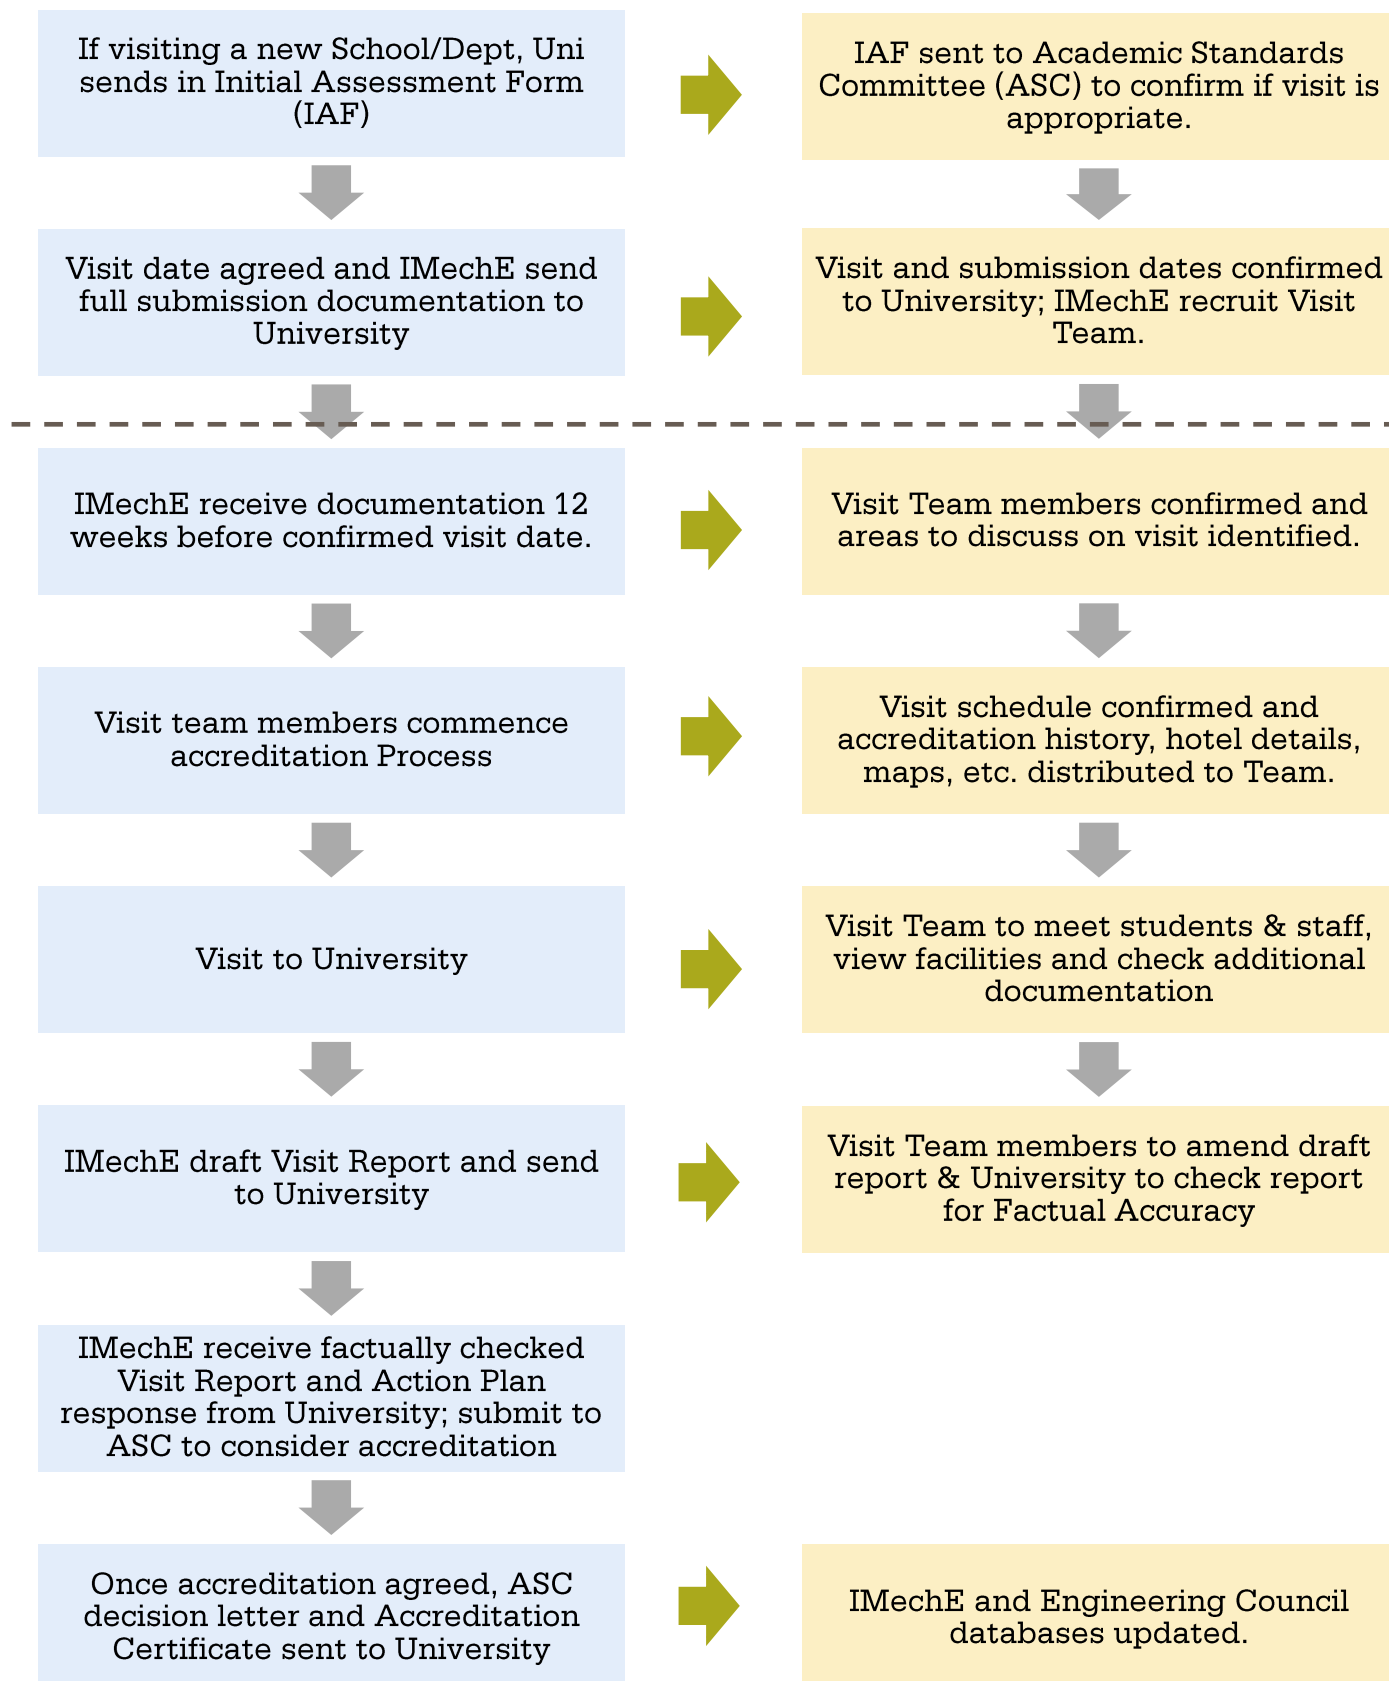 If visiting a new School/Dept, Uni
sends in Initial Assessment Form
(IAF)
IAF sent to Academic Standards
Committee (ASC) to confirm if visit is
appropriate.
Visit date agreed and IMechE send
full submission documentation to
University
Visit and submission dates confirmed
to University; IMechE recruit Visit
Team.
IMechE receive documentation 12
weeks before confirmed visit date.
Visit Team members confirmed and
areas to discuss on visit identified.
Visit team members commence
accreditation Process
Visit schedule confirmed and
accreditation history, hotel details,
maps, etc. distributed to Team.
Visit to University
Visit Team to meet students & staff,
view facilities and check additional
documentation
IMechE draft Visit Report and send
to University
Visit Team members to amend draft
report & University to check report
for Factual Accuracy
IMechE receive factually checked
Visit Report and Action Plan
response from University; submit to
ASC to consider accreditation
Once accreditation agreed, ASC
decision letter and Accreditation
Certificate sent to University
IMechE and Engineering Council
databases updated.